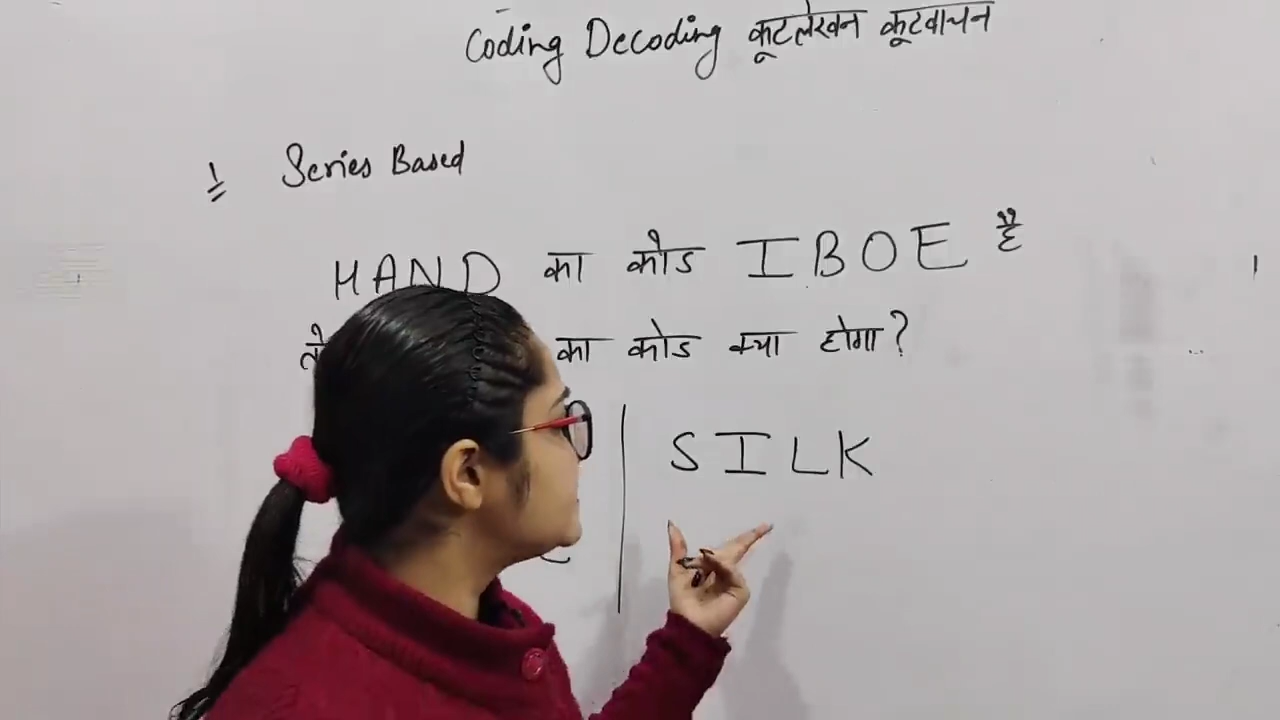 Coding Decoding कूटलेखन कूटवाचन
1 Series Based
HAND का कोड IBOE है
तो का कोड क्या होगा?
SILK